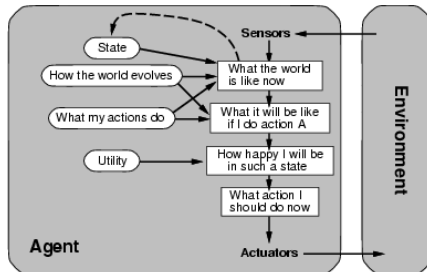 Sensors
State
How the world evolves
What the world
is like now
What my actions do
What it will be like
if I do action A
Utility
How happy I will be
in such a state
What action I
should do now
Agent
Actuators
Environment